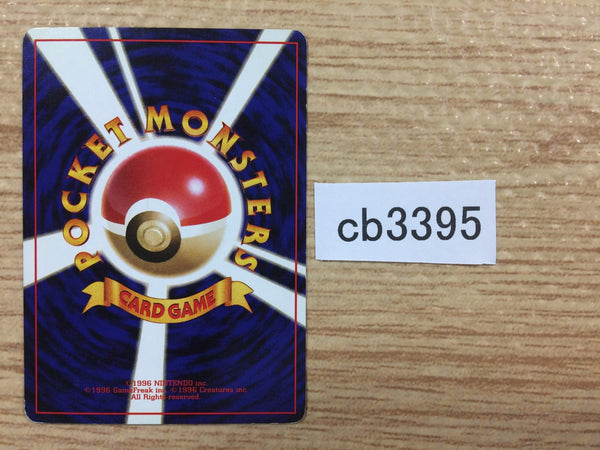 POCKET MONSTERS
CARD GAME
©1996 NINTENDO inc.
©1996 GameFreak inc. ©1996 Creatures inc.
All Rights reserved.
cb3395